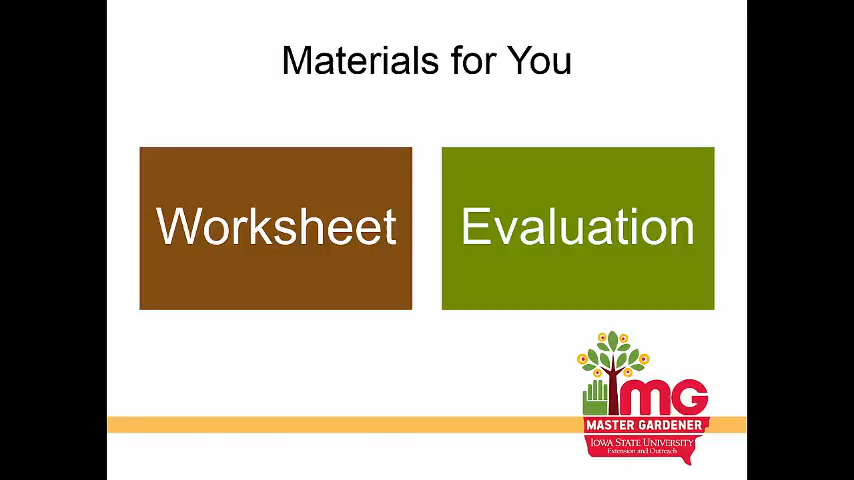 Materials for You
Worksheet
Evaluation
MG
MASTER GARDENER
IOWA STATE UNIVERSITY
Extension and Outreach